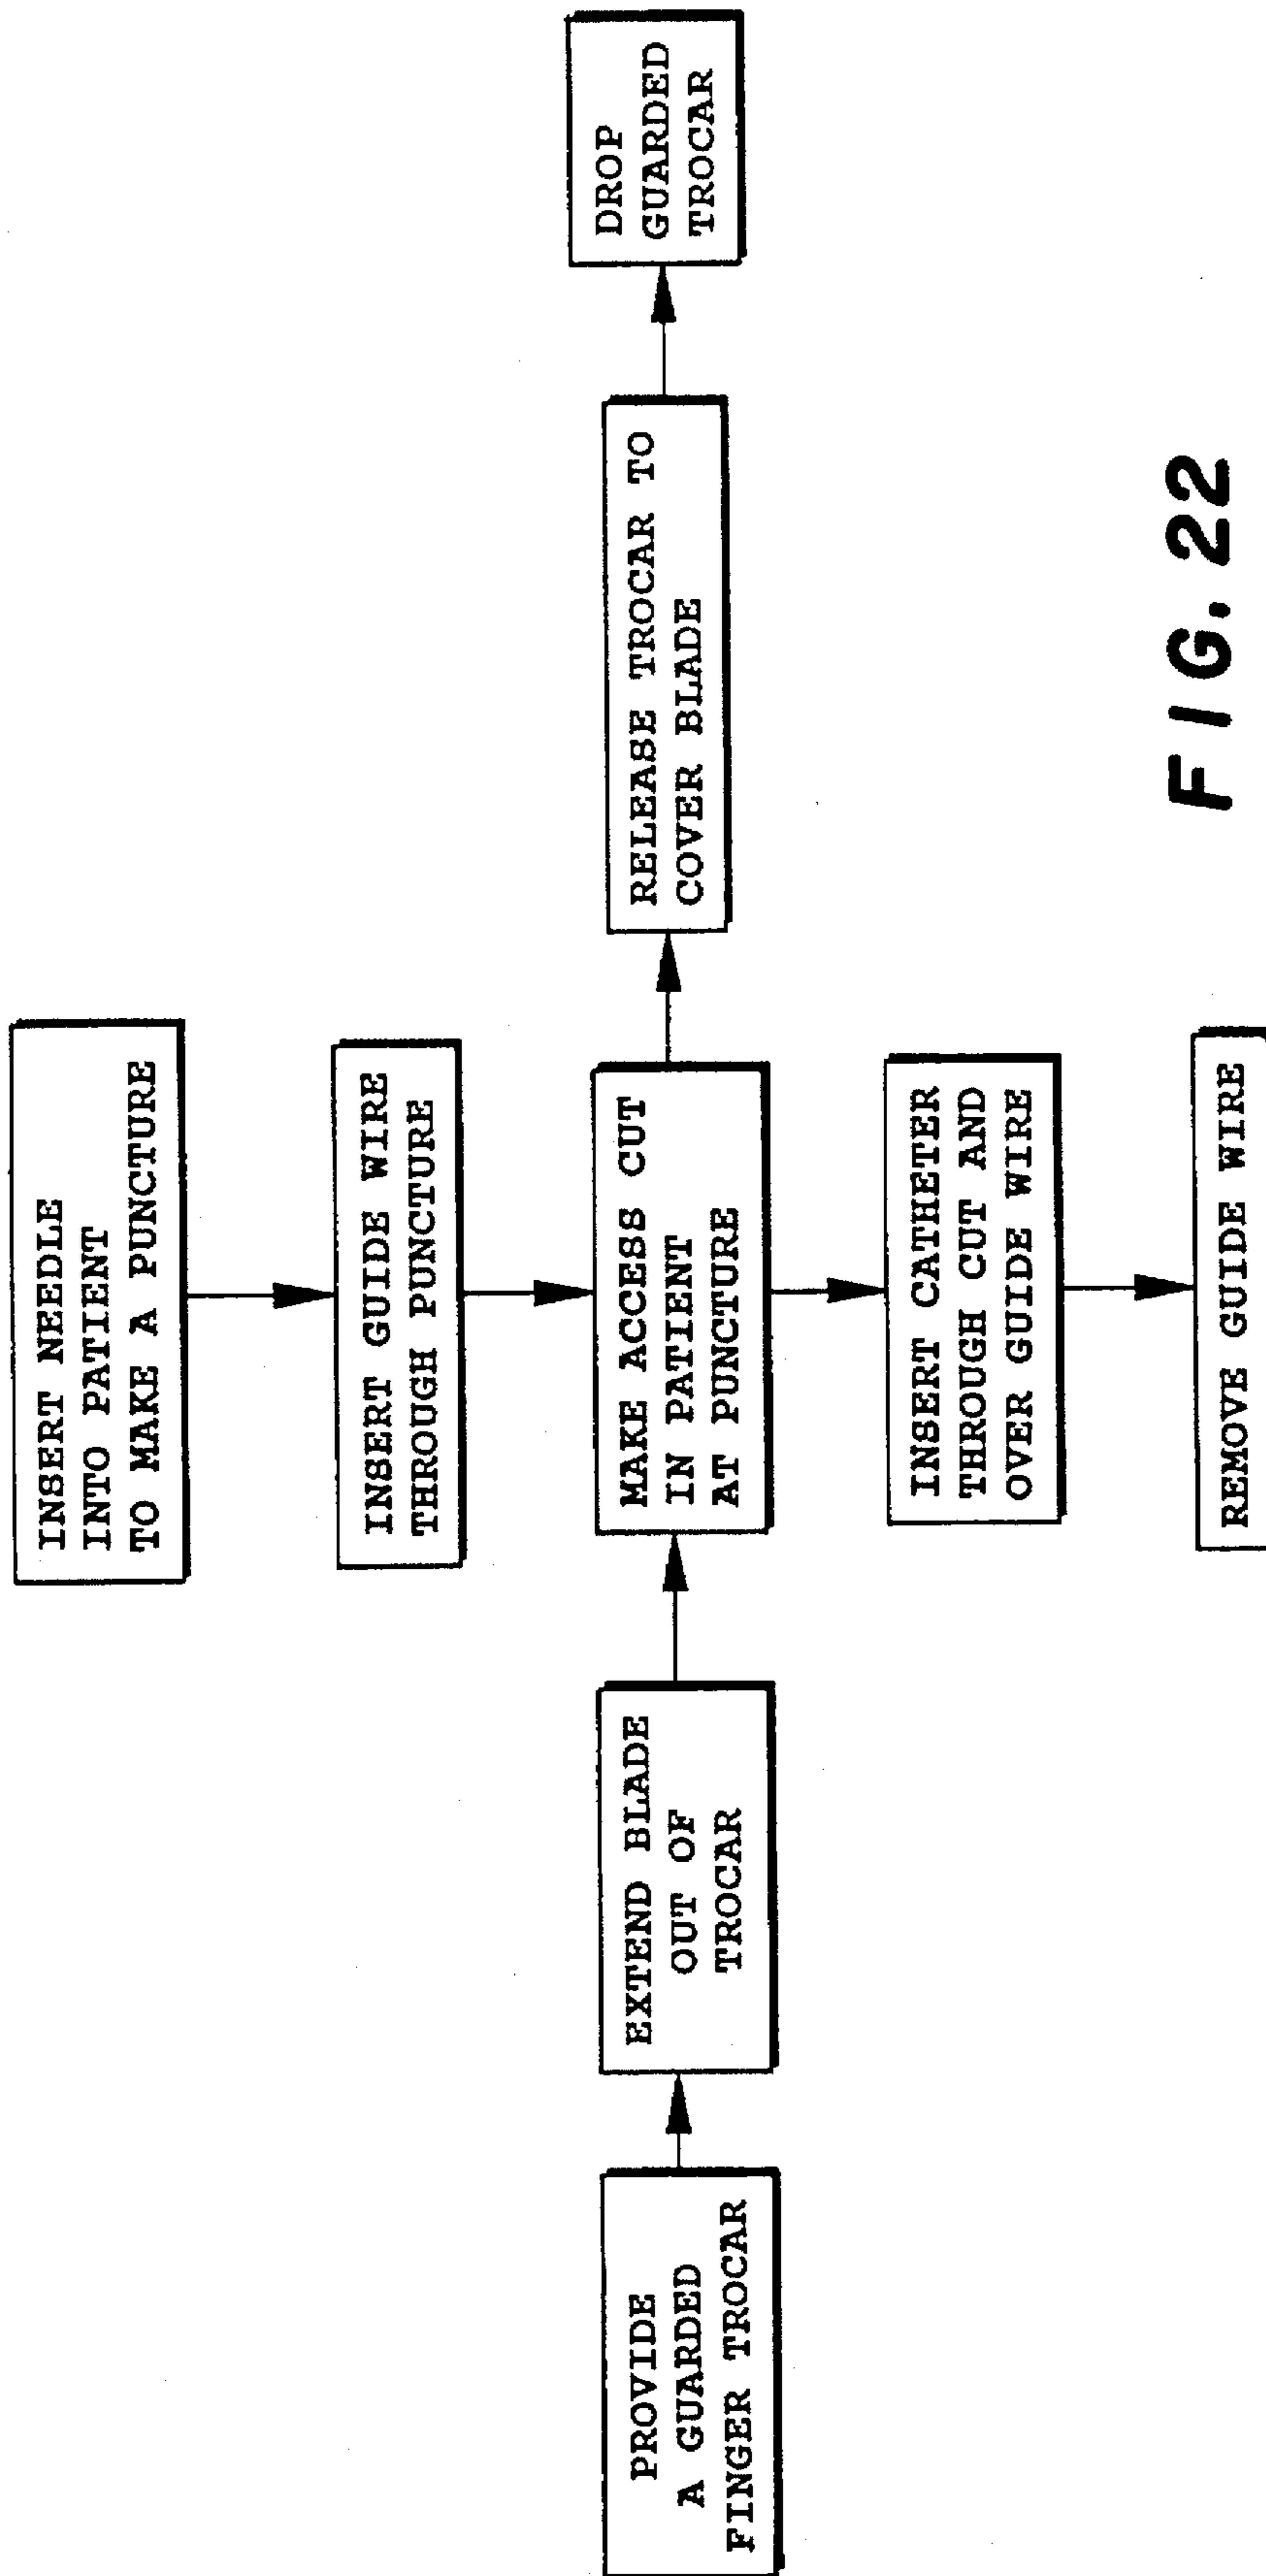 INSERT NEEDLE
INTO PATIENT
TO MAKE A PUNCTURE
INSERT GUIDE WIRE
THROUGH PUNCTURE
PROVIDE
A GUARDED
FINGER TROCAR
EXTEND BLADE
OUT OF
TROCAR
MAKE ACCESS CUT
IN PATIENT
AT PUNCTURE
RELEASE TROCAR TO
COVER BLADE
DROP
GUARDED
TROCAR
INSERT CATHETER
THROUGH CUT AND
OVER GUIDE WIRE
REMOVE GUIDE WIRE
FIG. 22